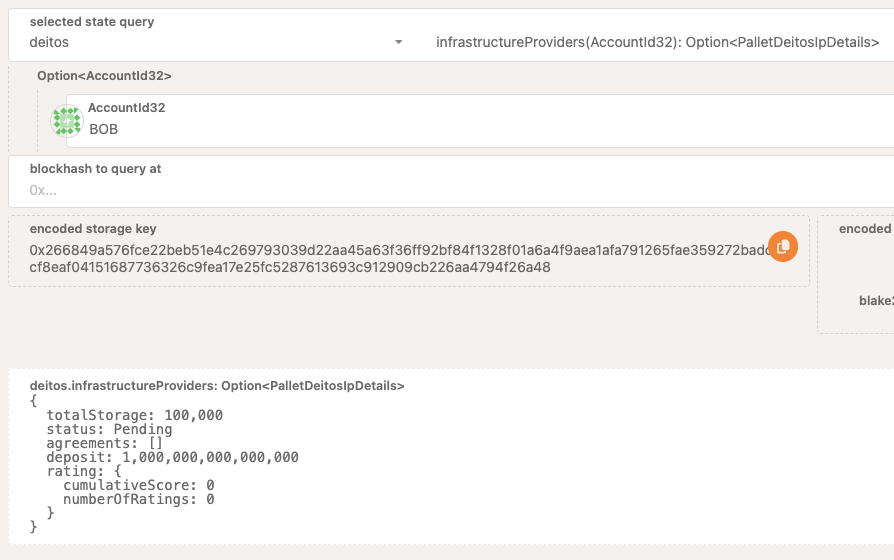 selected state query
deitos
infrastructureProviders(AccountId32): Option<PalletDeitosIpDetails>
Option<AccountId32>
AccountId32
BOB
blockhash to query at
0x...
encoded storage key
0x266849a576fce22beb51e4c269793039d22aa45a63f36ff92bf84f1328f01a6a4f9aea1afa791265fae359272badc
cf8eaf04151687736326c9fea17e25fc5287613693c912909cb226aa4794f26a48
encoded
blake2
deitos.infrastructureProviders: Option<PalletDeitosIpDetails>
{
  totalStorage: 100,000
  status: Pending
  agreements: []
  deposit: 1,000,000,000,000,000
  rating: {
    cumulativeScore: 0
    numberOfRatings: 0
  }
}